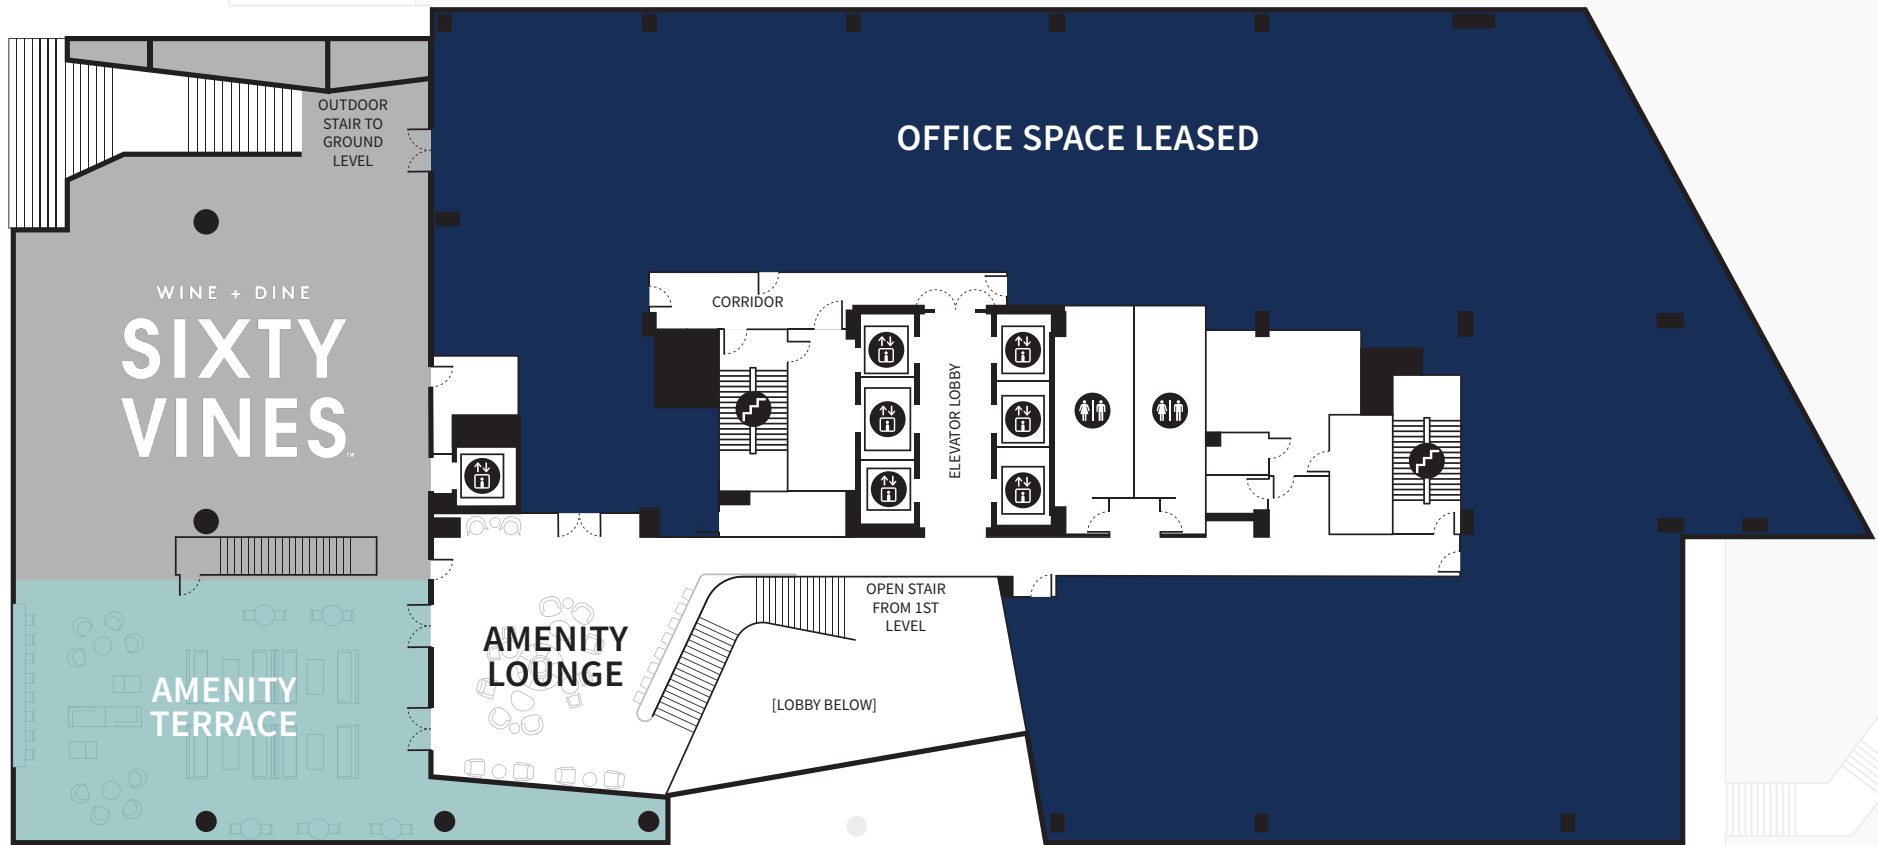 OUTDOOR
STAIR TO
GROUND
LEVEL
OFFICE SPACE LEASED
WINE + DINE
SIXTY
VINES
TM
CORRIDOR
ELEVATOR LOBBY
OPEN STAIR
FROM 1ST
LEVEL
AMENITY
LOUNGE
AMENITY
TERRACE
[LOBBY BELOW]